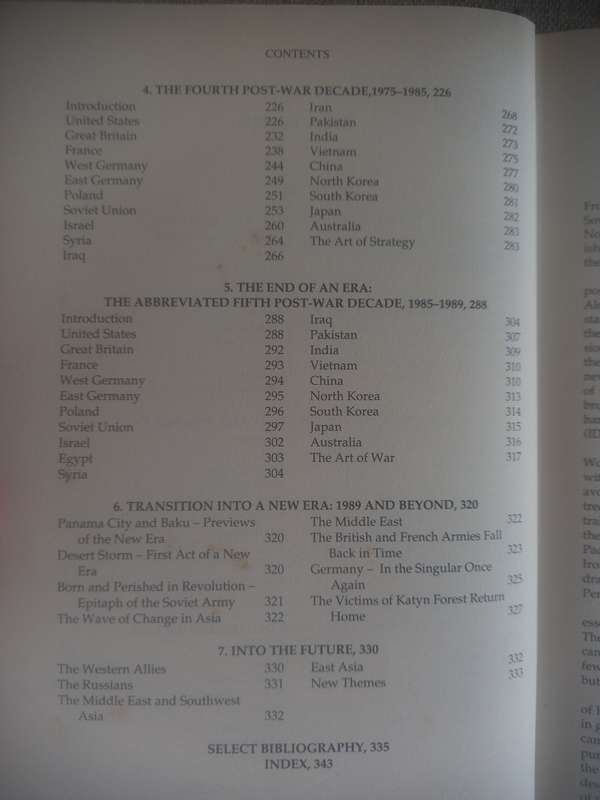 CONTENTS
4. THE FOURTH POST-WAR DECADE,1975–1985, 226
Introduction 226
United States 226
Great Britain 232
France 238
West Germany 244
East Germany 249
Poland 251
Soviet Union 253
Israel 260
Syria 264
Iraq 266
Iran 268
Pakistan 272
India 273
Vietnam 275
China 277
North Korea 280
South Korea 281
Japan 282
Australia 283
The Art of Strategy 283
5. THE END OF AN ERA:
THE ABBREVIATED FIFTH POST-WAR DECADE, 1985–1989, 288
Introduction 288
United States 288
Great Britain 292
France 293
West Germany 294
East Germany 295
Poland 296
Soviet Union 297
Israel 302
Egypt 303
Syria 304
Iraq 304
Pakistan 307
India 309
Vietnam 310
China 310
North Korea 313
South Korea 314
Japan 315
Australia 316
The Art of War 317
6. TRANSITION INTO A NEW ERA: 1989 AND BEYOND, 320
Panama City and Baku – Previews
of the New Era 320
Desert Storm – First Act of a New
Era 320
Born and Perished in Revolution –
Epitaph of the Soviet Army 321
The Wave of Change in Asia 322
The Middle East 322
The British and French Armies Fall
Back in Time 323
Germany – In the Singular Once
Again 325
The Victims of Katyn Forest Return
Home 327
7. INTO THE FUTURE, 330
The Western Allies 330
The Russians 331
The Middle East and Southwest
Asia 332
East Asia 332
New Themes 333
SELECT BIBLIOGRAPHY, 335
INDEX, 343